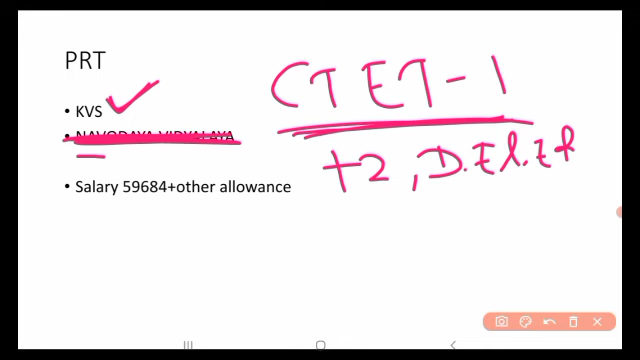 PRT
CTET-1
• KVS
• NAVODAYA VIDYALAYA
+2, D.El.Ed
• Salary 59684+other allowance